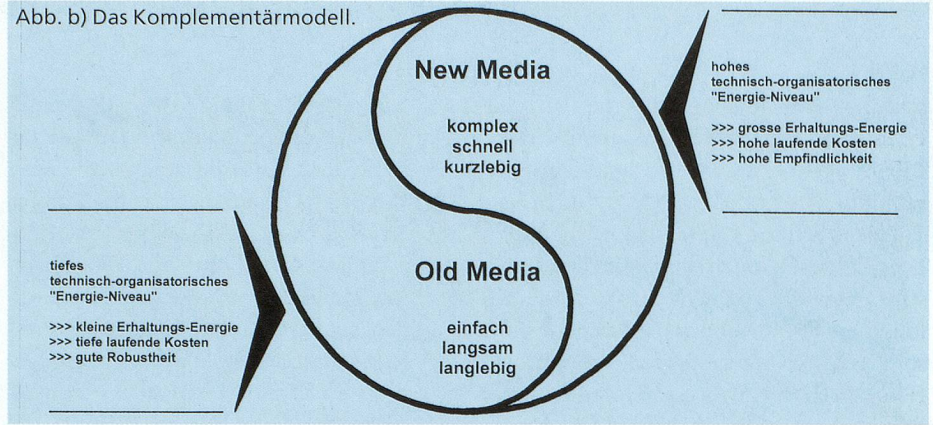 Abb. b) Das Komplementärmodell.
New Media
komplex
schnell
kurzlebig
hohes
technisch-organisatorisches
"Energie-Niveau"
>>> grosse Erhaltungs-Energie
>>> hohe laufende Kosten
>>> hohe Empfindlichkeit
Old Media
einfach
langsam
langlebig
tiefes
technisch-organisatorisches
"Energie-Niveau"
>>> kleine Erhaltungs-Energie
>>> tiefe laufende Kosten
>>> gute Robustheit